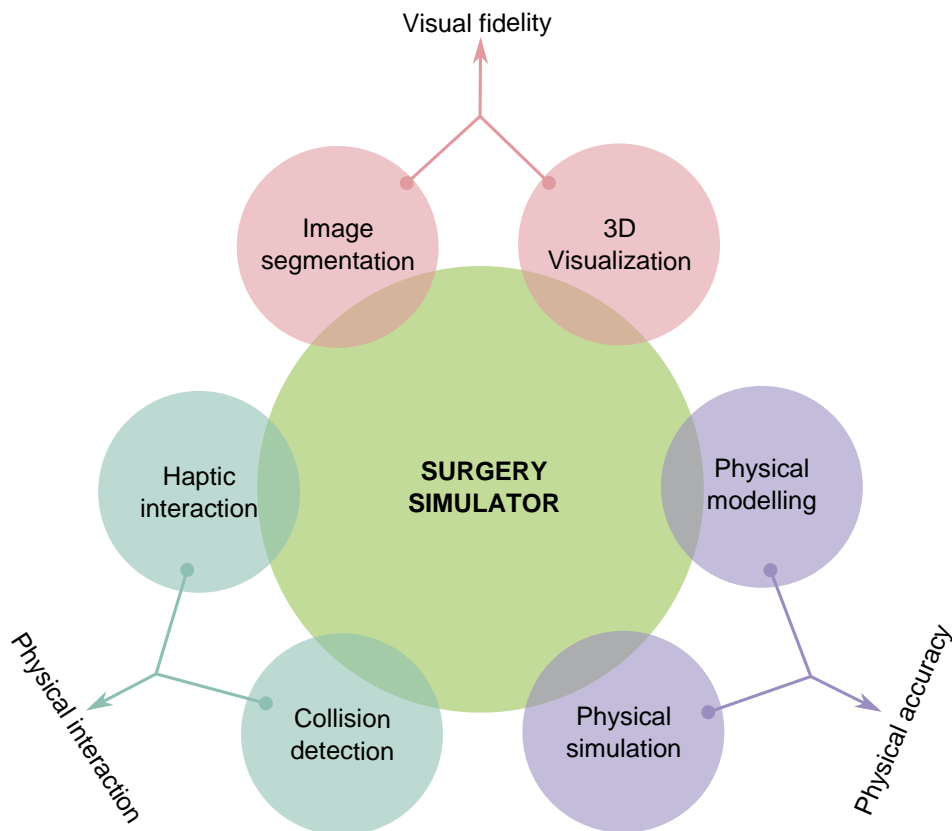 Visual fidelity
Image
segmentation
3D
Visualization
Haptic
interaction
SURGERY
SIMULATOR
Physical
modelling
Physical interaction
Collision
detection
Physical
simulation
Physical accuracy